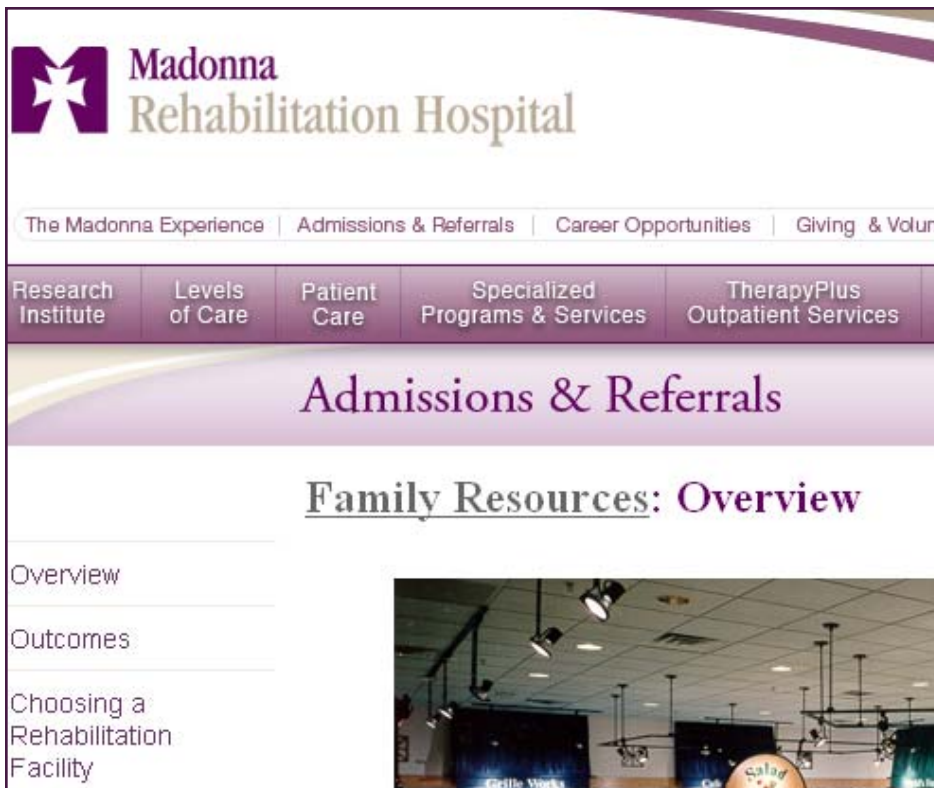 Madonna
Rehabilitation Hospital
The Madonna Experience | Admissions & Referrals | Career Opportunities | Giving & Volun
Research Institute
Levels of Care
Patient Care
Specialized Programs & Services
TherapyPlus Outpatient Services
Admissions & Referrals
Family Resources: Overview
Overview
Outcomes
Choosing a
Rehabilitation
Facility
Grille Works
Salad